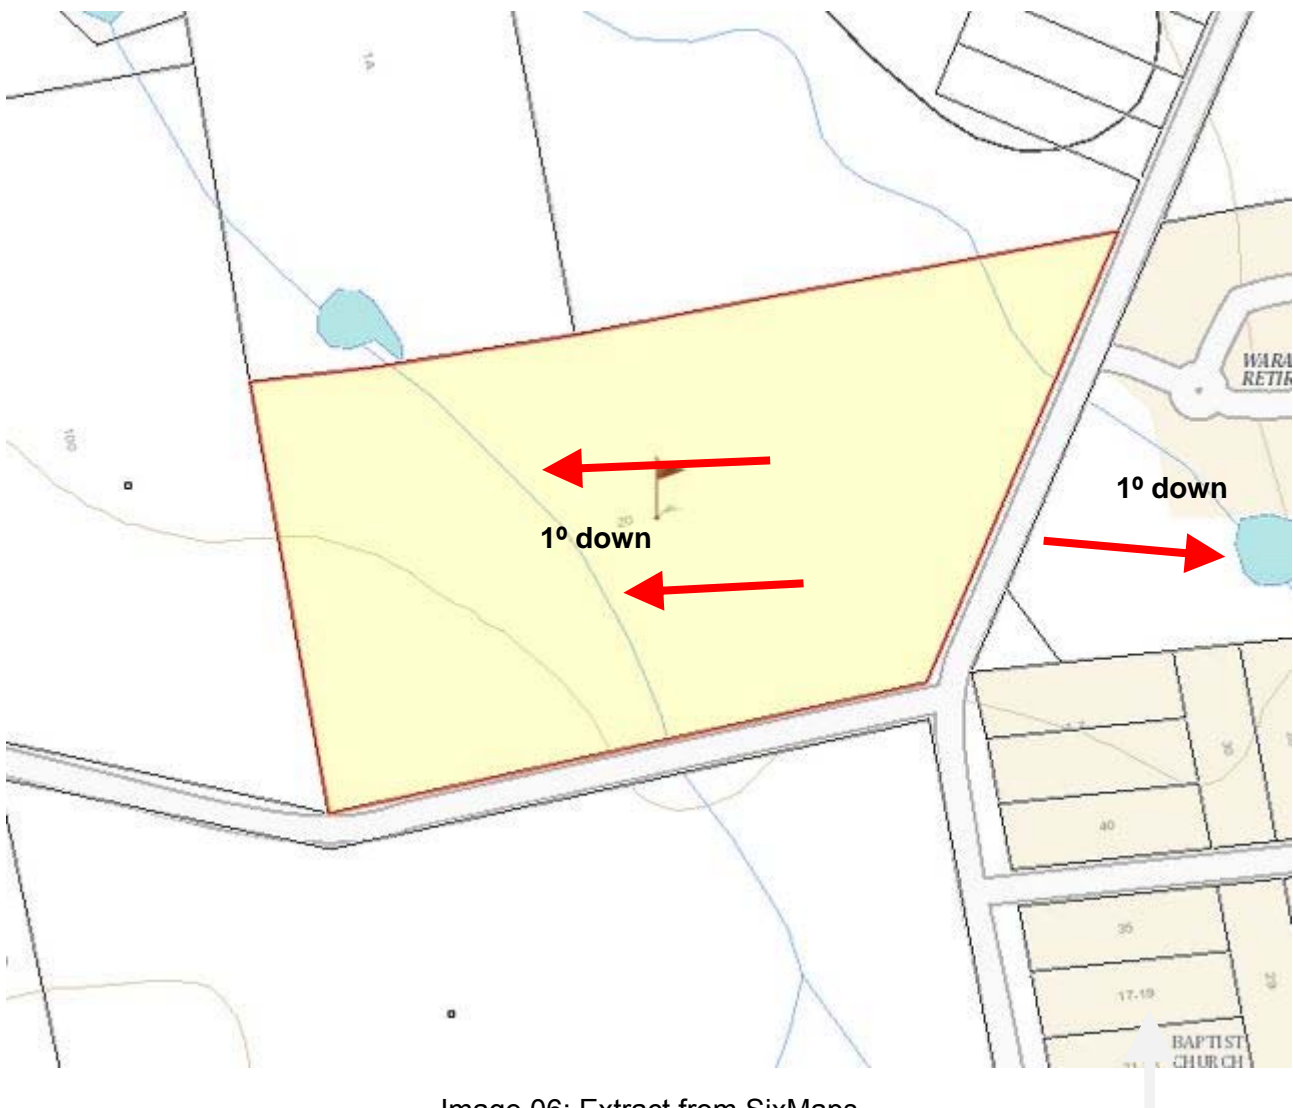 1A
WARA
RETIR
100
1º down
20
1º down
30
40
35
17-19
29
BAPTIST
CHURCH
Image 06: Extract from SixMaps